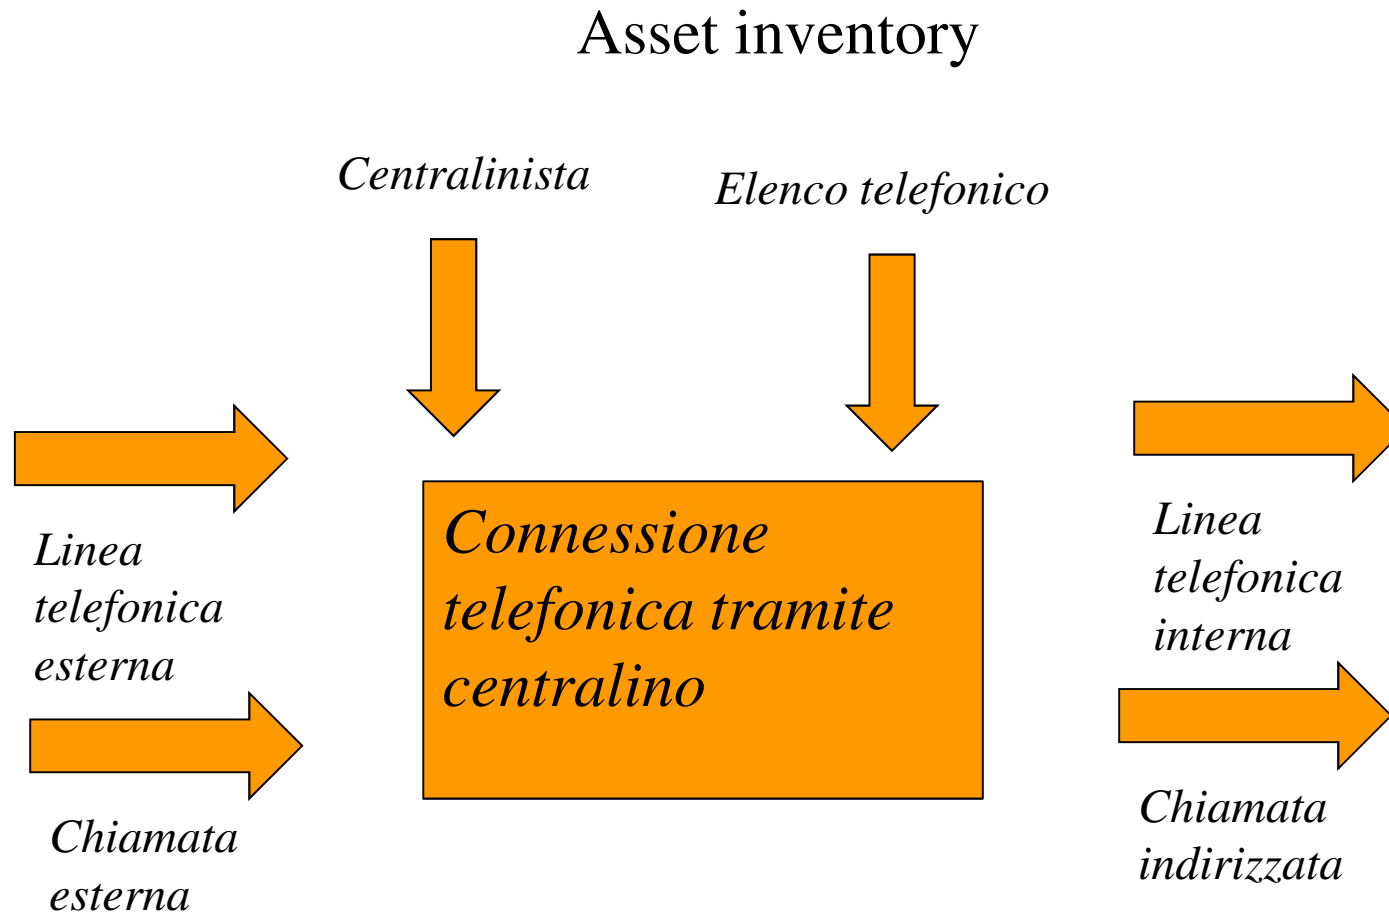 Asset inventory
Centralinista
Elenco telefonico
Linea
telefonica
esterna
Chiamata
esterna
Connessione
telefonica tramite
centralino
Linea
telefonica
interna
Chiamata
indirizzata